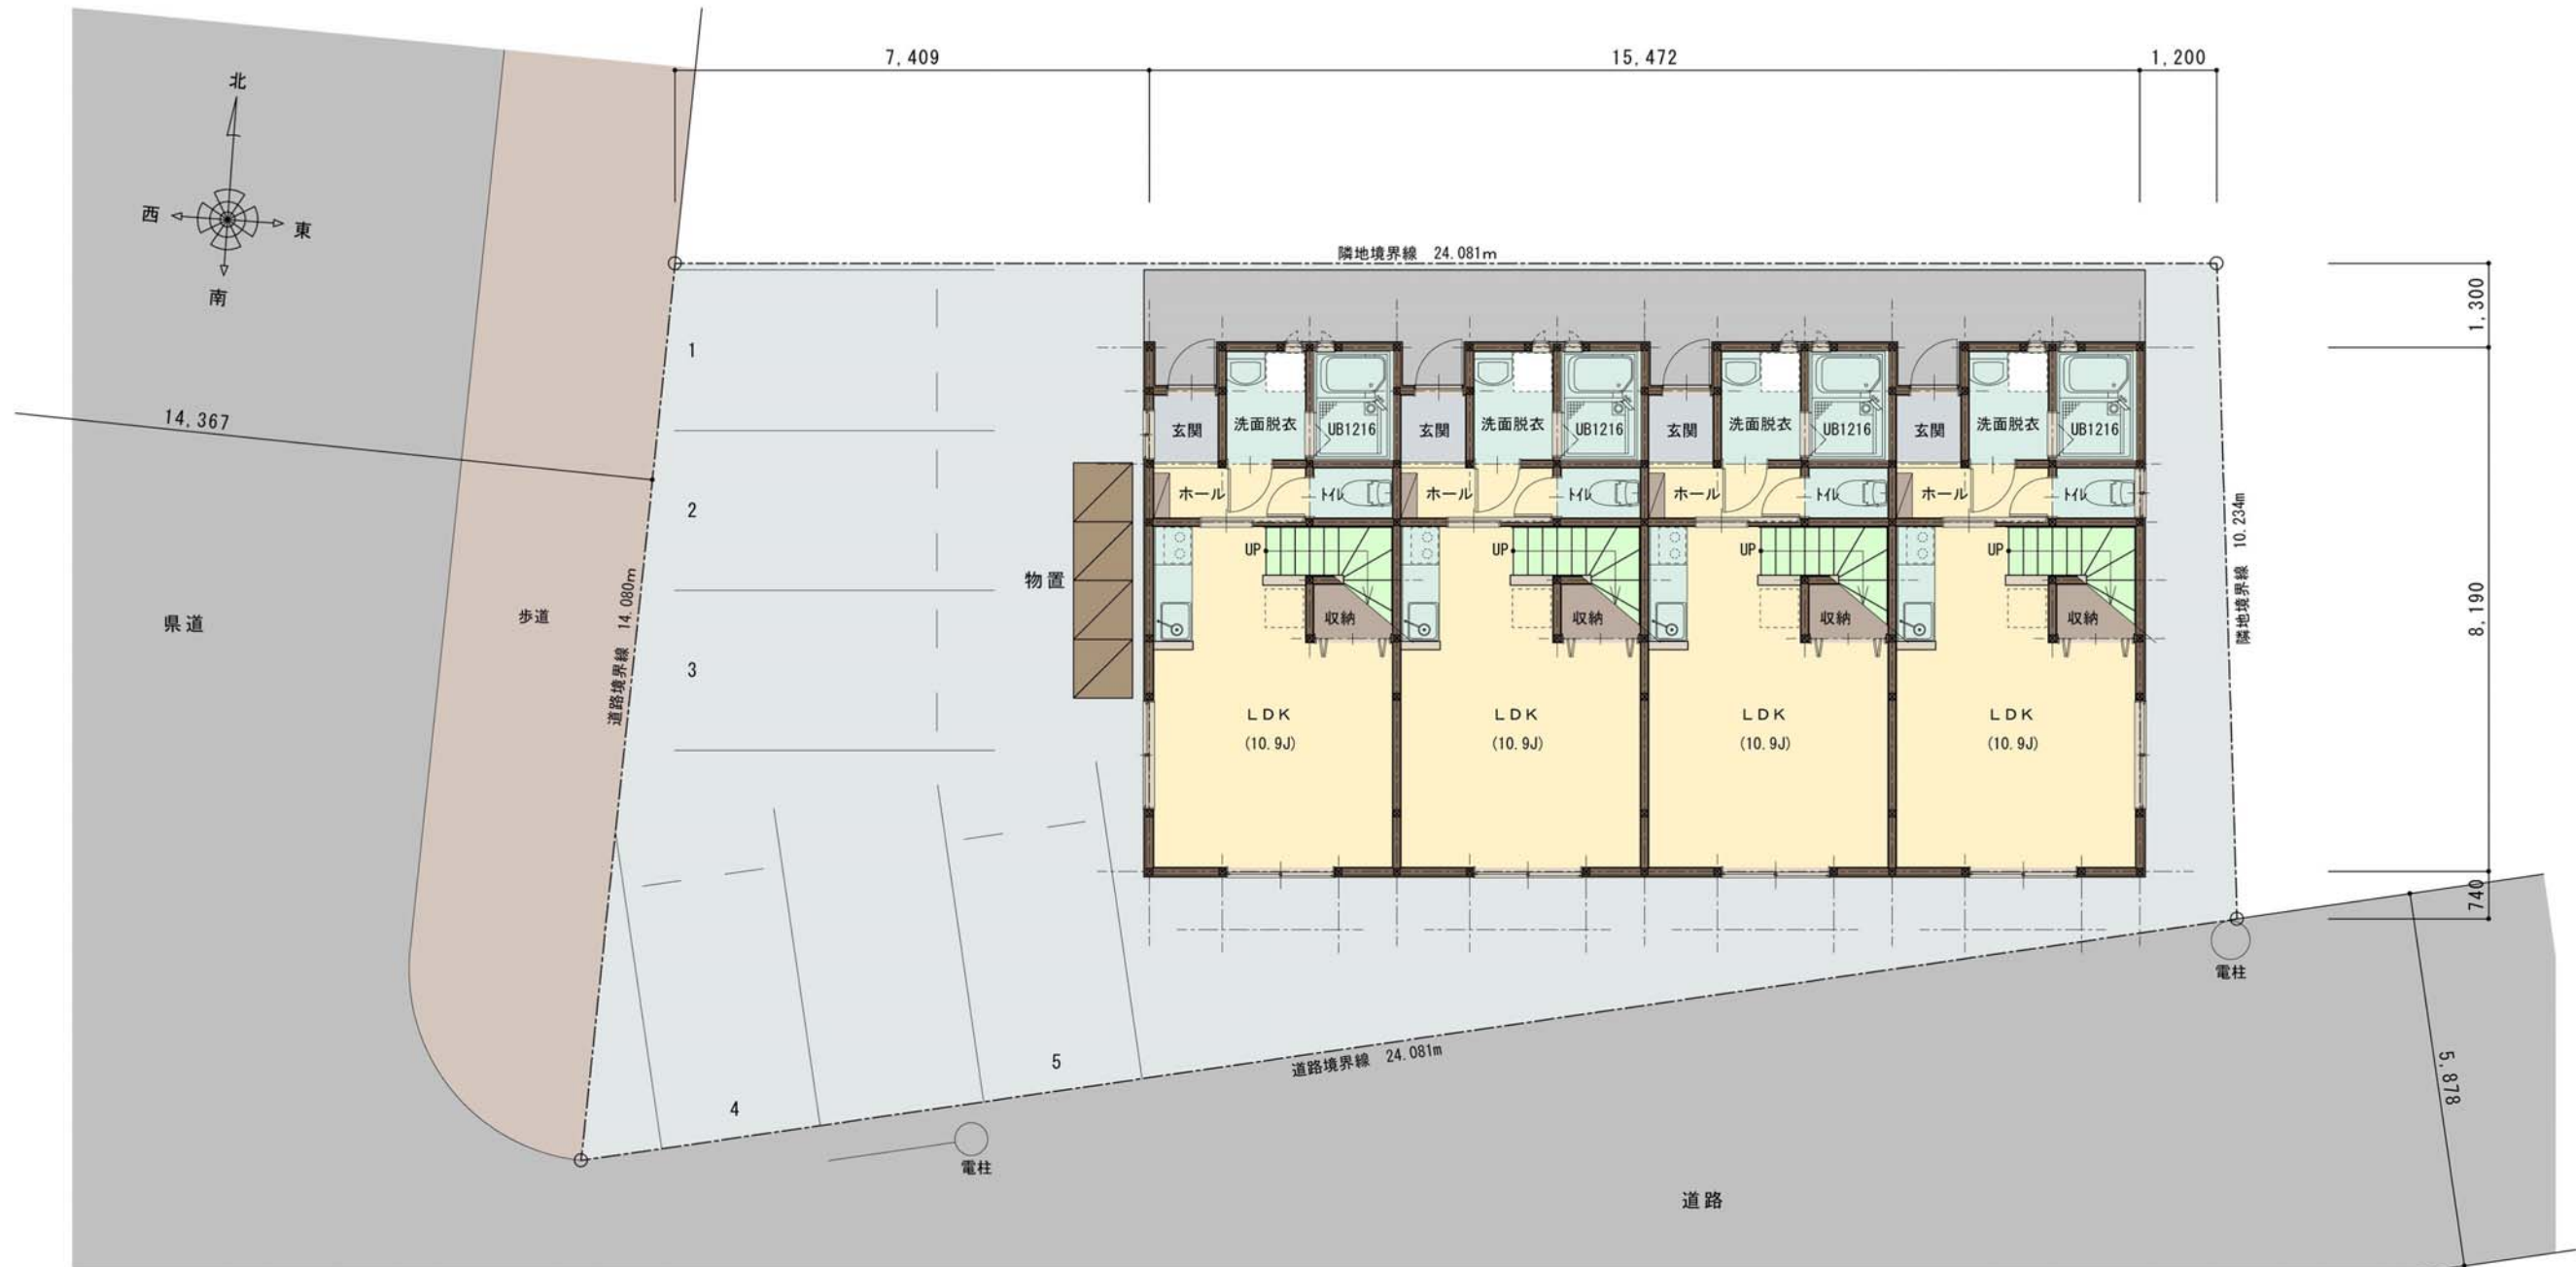 7,409
15,472
1,200
北
西
東
南
隣地境界線 24.081m
1,300
1
14,367
玄関
洗面脱衣
UB1216
玄関
洗面脱衣
UB1216
玄関
洗面脱衣
UB1216
玄関
洗面脱衣
UB1216
ホール
トイレ
ホール
トイレ
ホール
トイレ
ホール
トイレ
2
隣地境界線 10.234m
UP
UP
UP
UP
物置
8,190
県道
歩道
道路境界線 14.080m
収納
収納
収納
収納
3
LDK
(10.9J)
LDK
(10.9J)
LDK
(10.9J)
LDK
(10.9J)
740
電柱
5
道路境界線 24.081m
5,878
4
電柱
道路